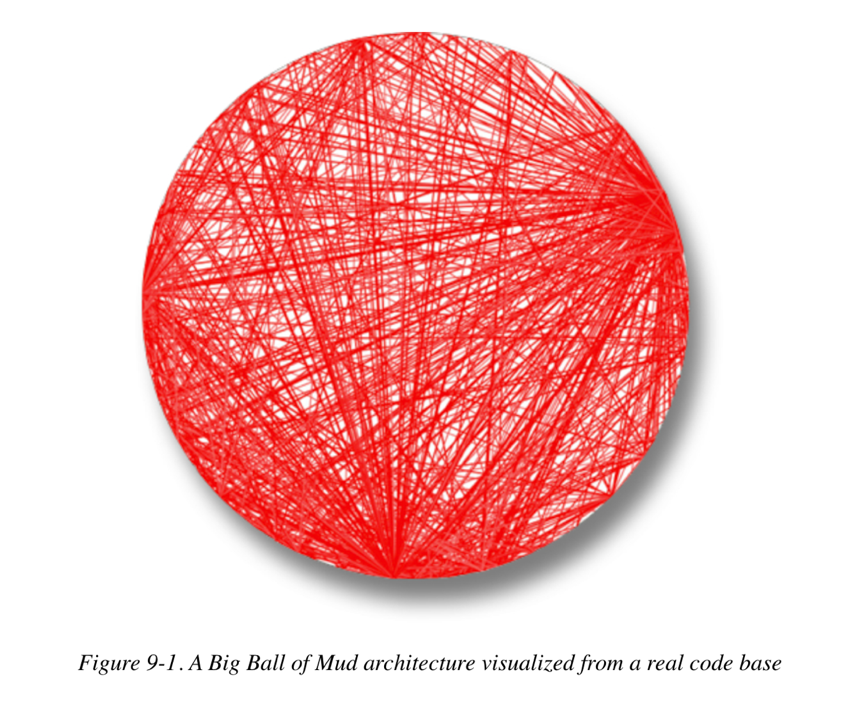 Figure 9-1. A Big Ball of Mud architecture visualized from a real code base